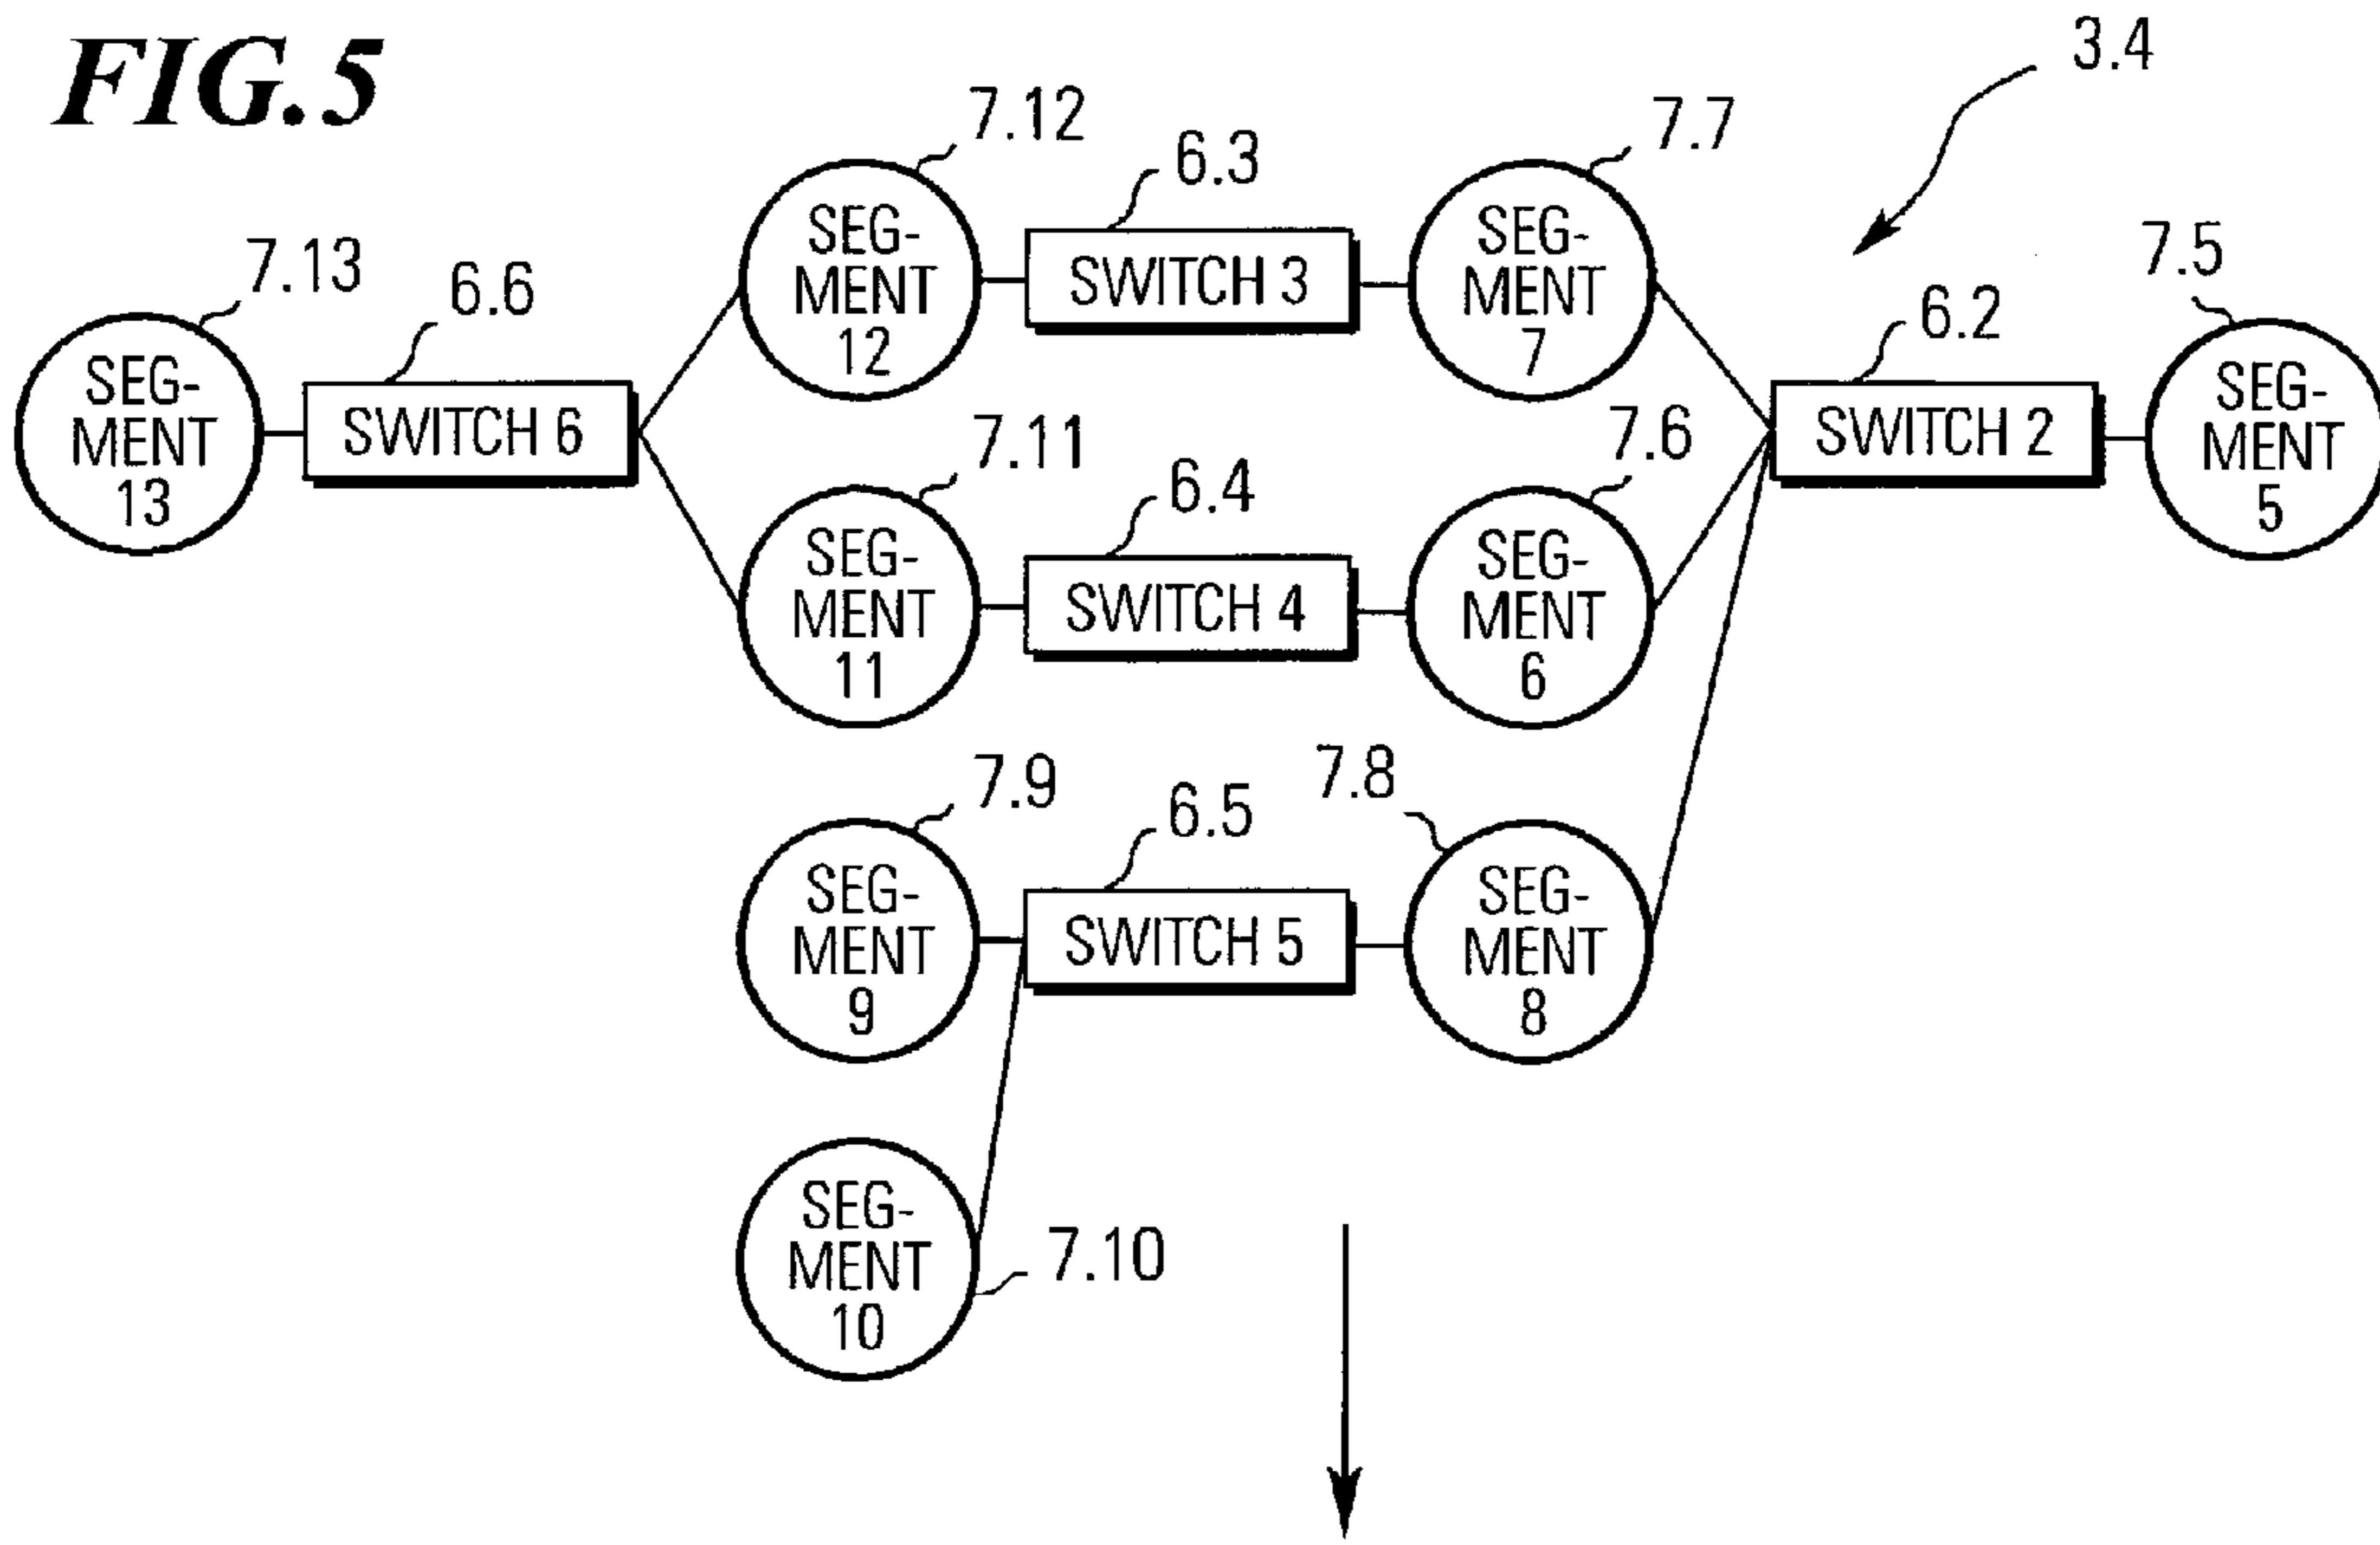 FIG.5
3.4
7.12
6.3
7.7
7.13
6.6
SEG-
MENT
12
SWITCH 3
SEG-
MENT
7
7.5
6.2
SEG-
MENT
13
SWITCH 6
SWITCH 2
SEG-
MENT
5
7.11
6.4
7.6
SEG-
MENT
11
SWITCH 4
SEG-
MENT
6
7.9
6.5
7.8
SEG-
MENT
9
SWITCH 5
SEG-
MENT
8
SEG-
MENT
10
7.10